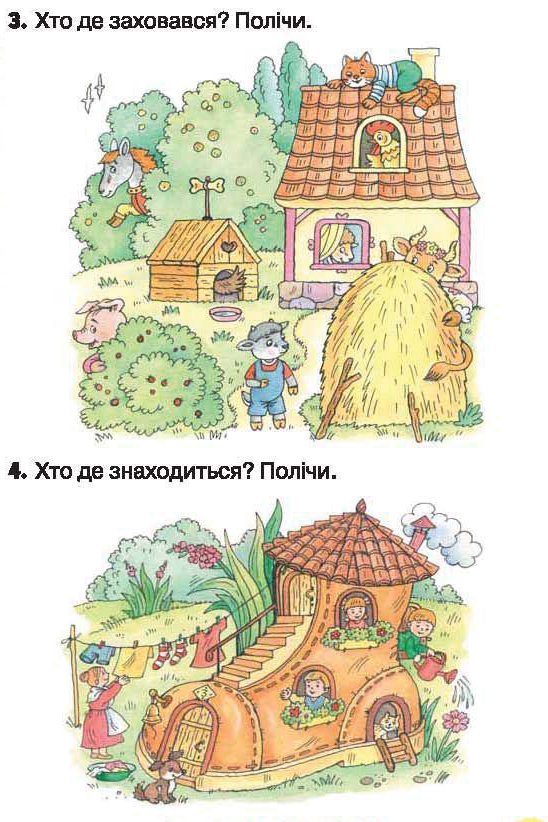 3. Хто де заховався? Полічи.
4. Хто де знаходиться? Полічи.